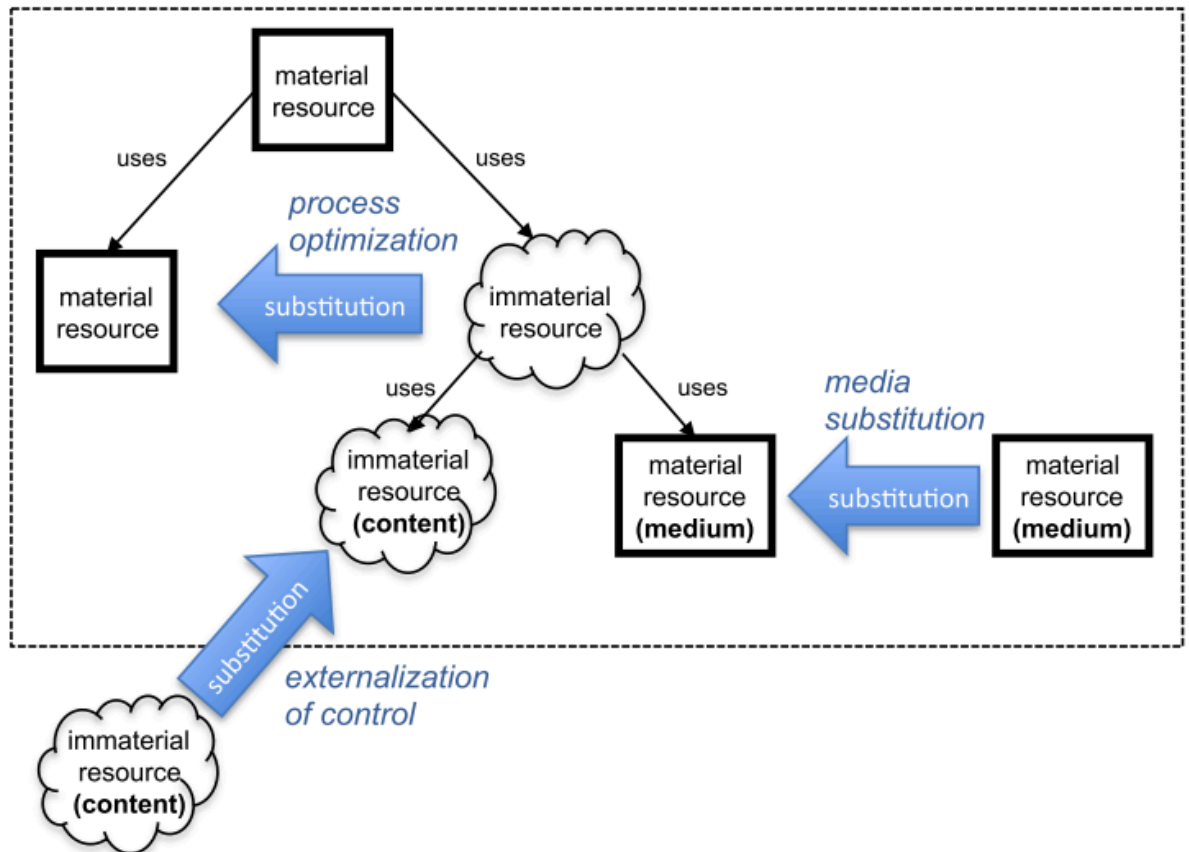 material
resource
uses
uses
process
optimization
material
resource
substitution
immaterial
resource
uses
uses
media
substitution
immaterial
resource
(content)
material
resource
(medium)
substitution
material
resource
(medium)
substitution
externalization
of control
immaterial
resource
(content)